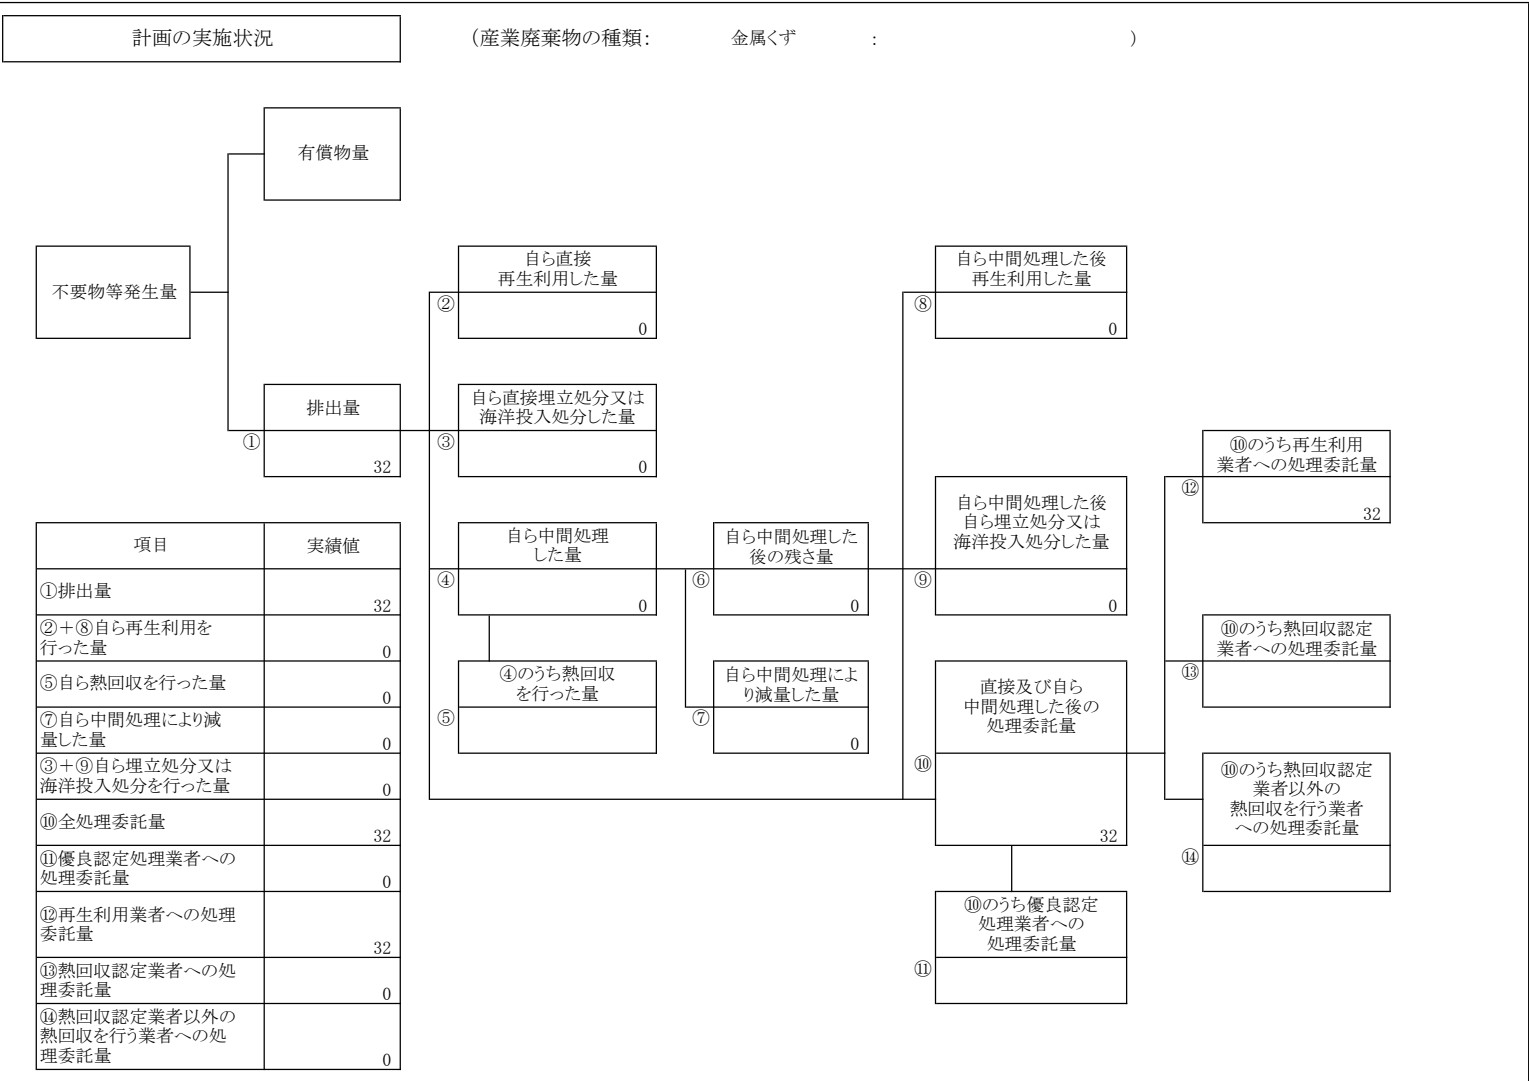 計画の実施状況
（産業廃棄物の種類： 金属くず ： ）
有償物量
不要物等発生量
自ら直接
再生利用した量
②
0
自ら中間処理した後
再生利用した量
⑧
0
排出量
①
32
自ら直接埋立処分又は
海洋投入処分した量
③
0
⑩のうち再生利用
業者への処理委託量
⑫
32
自ら中間処理
した量
④
0
自ら中間処理した
後の残さ量
⑥
0
自ら中間処理した後
自ら埋立処分又は
海洋投入処分した量
⑨
0
⑩のうち熱回収認定
業者への処理委託量
⑬
④のうち熱回収
を行った量
⑤
自ら中間処理によ
り減量した量
⑦
0
直接及び自ら
中間処理した後の
処理委託量
⑩
32
⑩のうち熱回収認定
業者以外の
熱回収を行う業者
への処理委託量
⑭
⑩のうち優良認定
処理業者への
処理委託量
⑪
項目 実績値
①排出量
32
②＋⑧自ら再生利用を
行った量
0
⑤自ら熱回収を行った量
0
⑦自ら中間処理により減
量した量
0
③＋⑨自ら埋立処分又は
海洋投入処分を行った量
0
⑩全処理委託量
32
⑪優良認定処理業者への
処理委託量
0
⑫再生利用業者への処理
委託量
32
⑬熱回収認定業者への処
理委託量
0
⑭熱回収認定業者以外の
熱回収を行う業者への処
理委託量
0